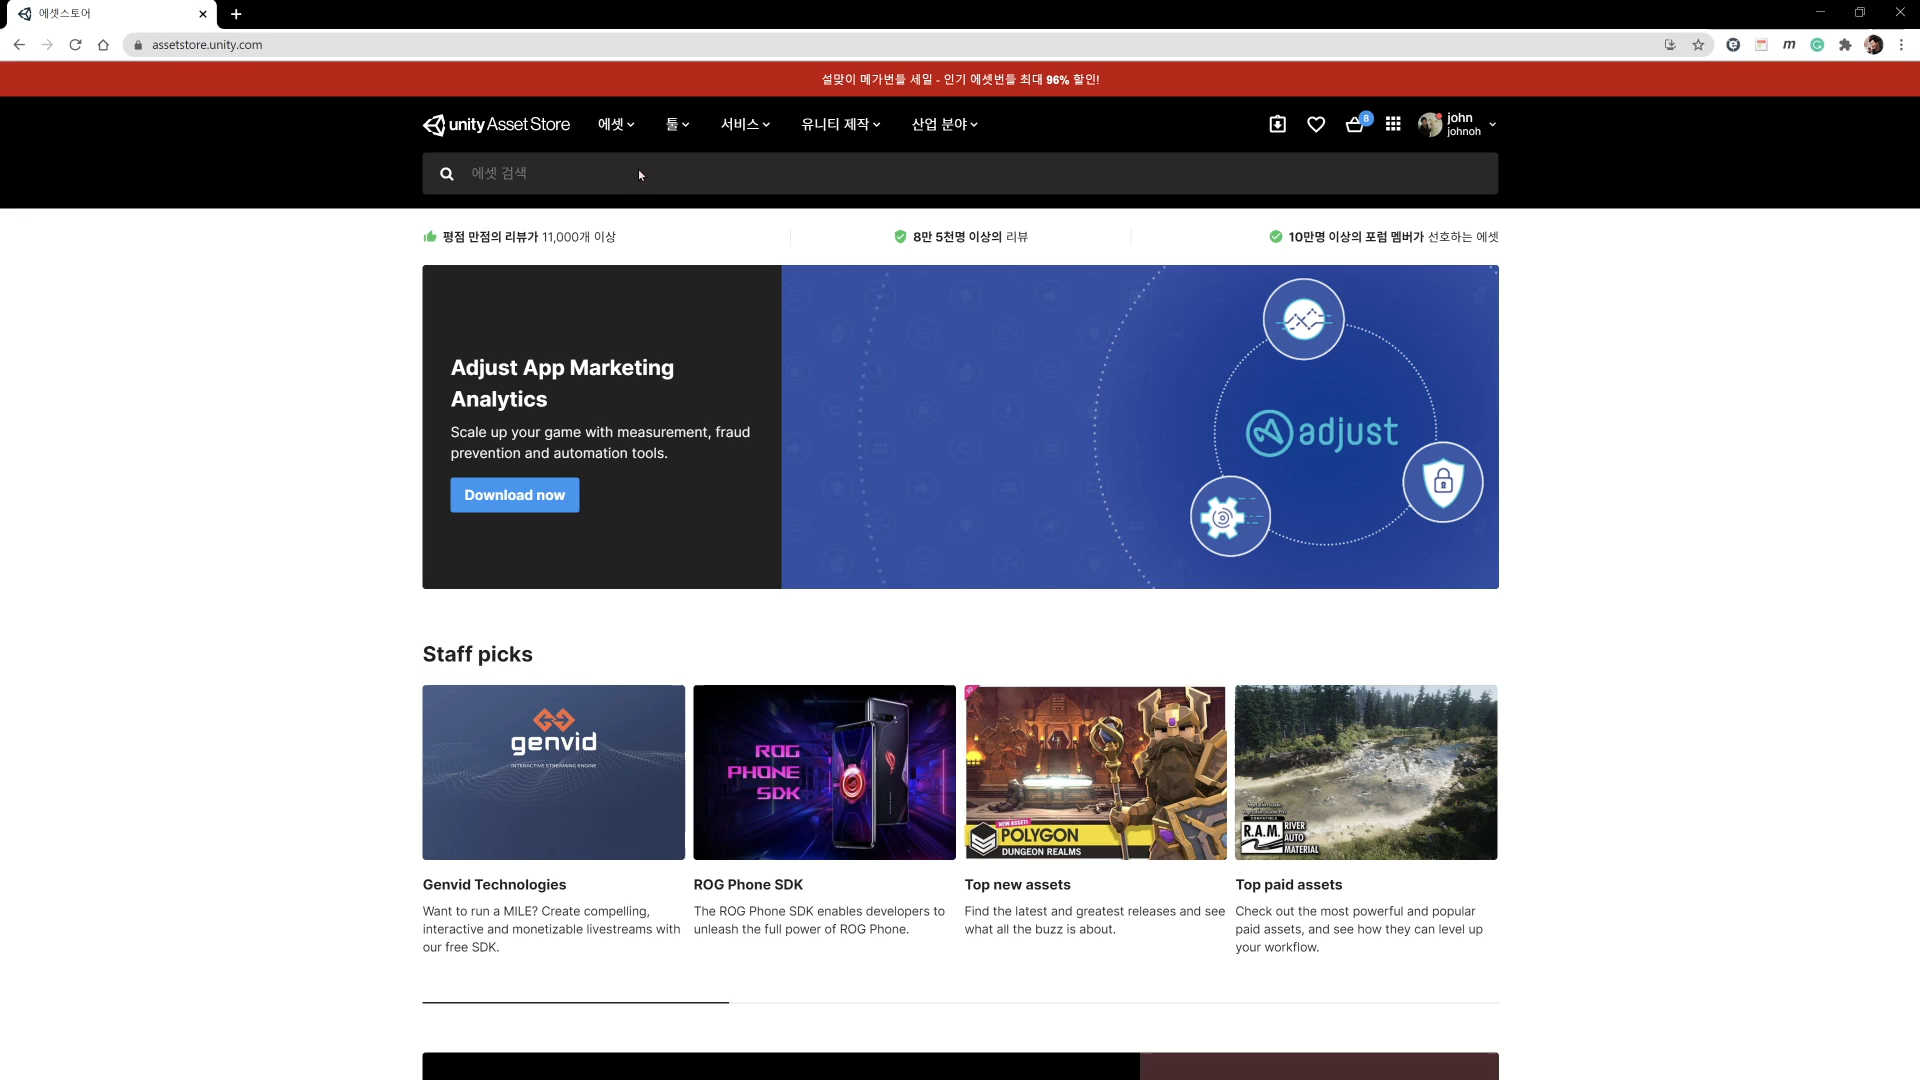 에셋스토어
assetstore.unity.com
설맞이 메가번들 세일 - 인기 에셋번들 최대 96% 할인!
unity Asset Store
에셋
툴
서비스
유니티 제작
산업 분야
8
john
johnoh
에셋 검색
평점 만점의 리뷰가 11,000개 이상
8만 5천명 이상의 리뷰
10만명 이상의 포럼 멤버가 선호하는 에셋
Adjust App Marketing
Analytics
Scale up your game with measurement, fraud
prevention and automation tools.
Download now
adjust
Staff picks
genvid
INTERACTIVE STREAMING ENGINE
ROG
PHONE
SDK
NEW ASSET!
POLYGON
DUNGEON REALMS
COMPATIBLE
R.A.M.
RIVER
AUTO
MATERIAL
Genvid Technologies
Want to run a MILE? Create compelling,
interactive and monetizable livestreams with
our free SDK.
ROG Phone SDK
The ROG Phone SDK enables developers to
unleash the full power of ROG Phone.
Top new assets
Find the latest and greatest releases and see
what all the buzz is about.
Top paid assets
Check out the most powerful and popular
paid assets, and see how they can level up
your workflow.